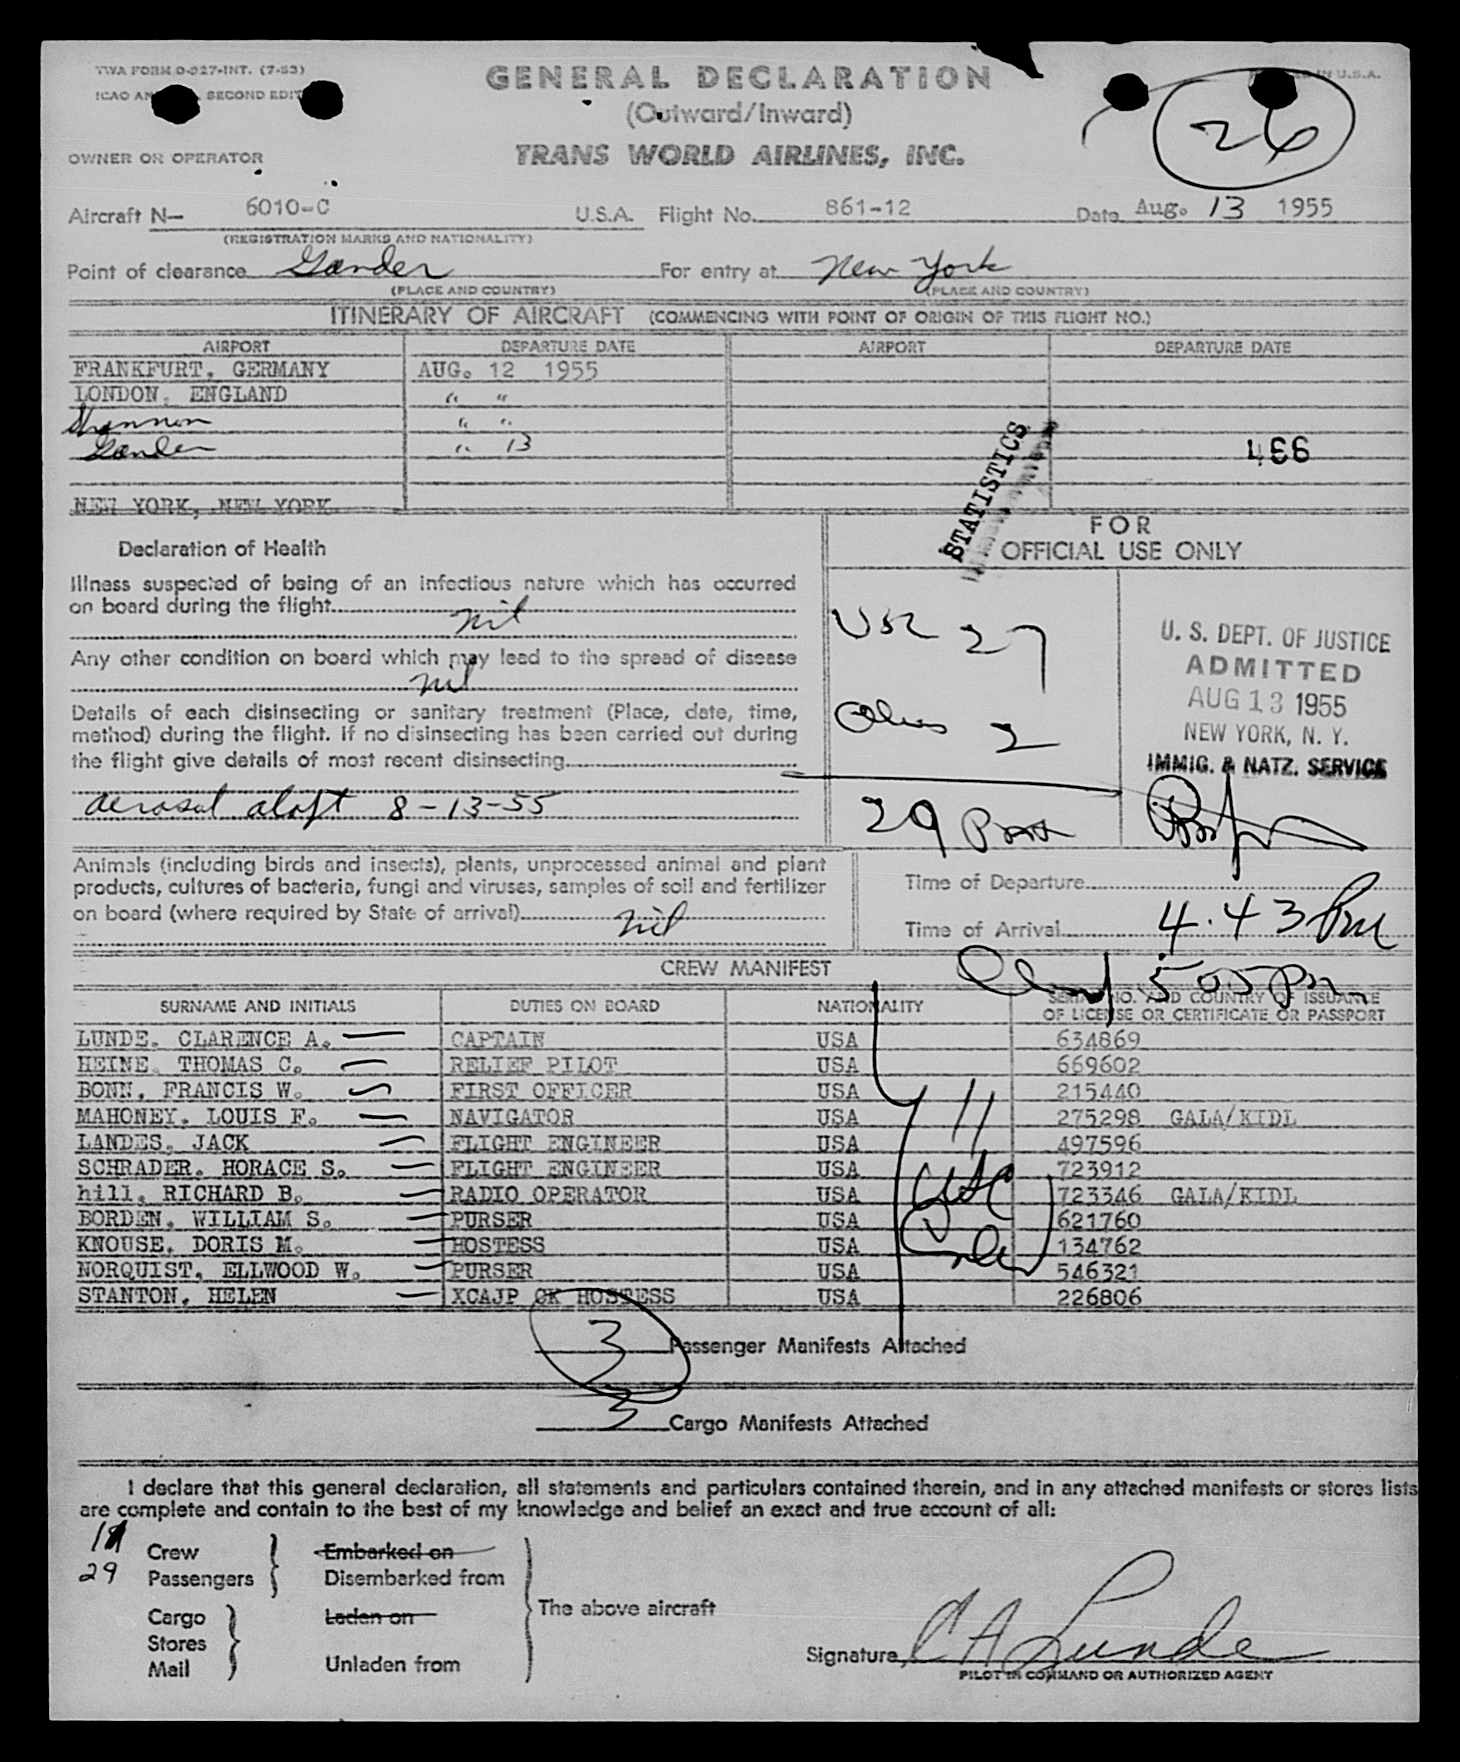 TWA FORM O-927-INT. (7-53)
ICAO SECOND
GENERAL DECLARATION
IN U.S.A.
(Outward/Inward)
26
OWNER OR OPERATOR
TRANS WORLD AIRLINES, INC.
Aircraft N- 6010-C U.S.A. Flight No. 861-12 Date Aug. 13 1955
(REGISTRATION MARKS AND NATIONALITY)
Point of clearance Gander For entry at New York
(PLACE AND COUNTRY) (PLACE AND COUNTRY)
ITINERARY OF AIRCRAFT (COMMENCING WITH POINT OF ORIGIN OF THIS FLIGHT NO.)
AIRPORT DEPARTURE DATE AIRPORT DEPARTURE DATE
FRANKFURT, GERMANY AUG. 12 1955
LONDON, ENGLAND " "
Shannon " "
Gander " 13
466
NEW YORK, NEW YORK
STATISTICS
FOR
OFFICIAL USE ONLY
Declaration of Health
Illness suspected of being of an infectious nature which has occurred
on board during the flight nil
Any other condition on board which may lead to the spread of disease
nil
Details of each disinsecting or sanitary treatment (Place, date, time,
method) during the flight. If no disinsecting has been carried out during
the flight give details of most recent disinsecting
aerosol aloft 8-13-55
USC 27
Aliens 2
29 Pax
U. S. DEPT. OF JUSTICE
ADMITTED
AUG 13 1955
NEW YORK, N. Y.
IMMIG. & NATZ. SERVICE
Animals (including birds and insects), plants, unprocessed animal and plant
products, cultures of bacteria, fungi and viruses, samples of soil and fertilizer
on board (where required by State of arrival) nil
Time of Departure
Time of Arrival 4.43 PM
505 Pm
CREW MANIFEST
SURNAME AND INITIALS DUTIES ON BOARD NATIONALITY SERIAL NO. AND COUNTRY OF ISSUANCE
OF LICENSE OR CERTIFICATE OR PASSPORT
LUNDE, CLARENCE A. CAPTAIN USA 634869
HEINE, THOMAS C. RELIEF PILOT USA 669602
BONN, FRANCIS W. FIRST OFFICER USA 215440
MAHONEY, LOUIS F. NAVIGATOR USA 275298 GALA/KIDL
LANDES, JACK FLIGHT ENGINEER USA 497596
SCHRADER, HORACE S. FLIGHT ENGINEER USA 723912
hill, RICHARD B. RADIO OPERATOR USA 723346 GALA/KIDL
BORDEN, WILLIAM S. PURSER USA 621760
KNOUSE, DORIS M. HOSTESS USA 134762
NORQUIST, ELLWOOD W. PURSER USA 546321
STANTON, HELEN XCAJP OK HOSTESS USA 226806
11
USC
3 Passenger Manifests Attached
3 Cargo Manifests Attached
I declare that this general declaration, all statements and particulars contained therein, and in any attached manifests or stores lists
are complete and contain to the best of my knowledge and belief an exact and true account of all:
Crew Embarked on
29 Passengers Disembarked from
The above aircraft
Cargo Laden on
Stores
Mail Unladen from
Signature, C A Lunde
PILOT IN COMMAND OR AUTHORIZED AGENT